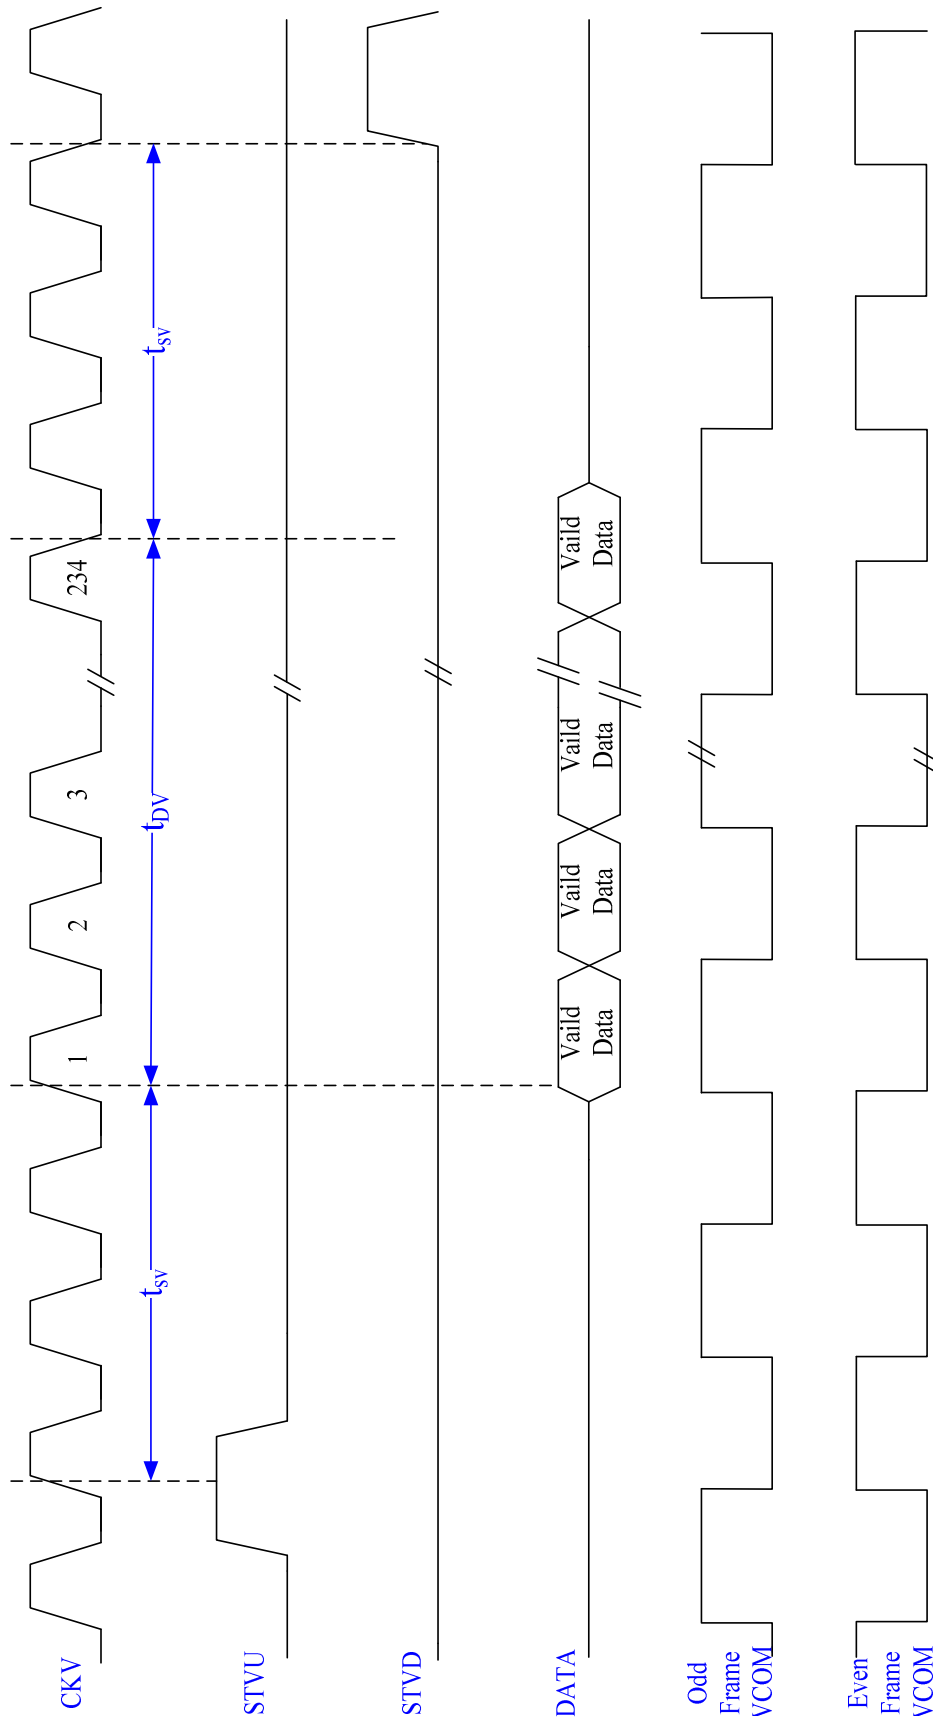 CKV
1
2
3
234
tSV
tDV
tSV
STVU
STVD
DATA
Vaild
Data
Vaild
Data
Vaild
Data
Vaild
Data
Odd
Frame
VCOM
Even
Frame
VCOM